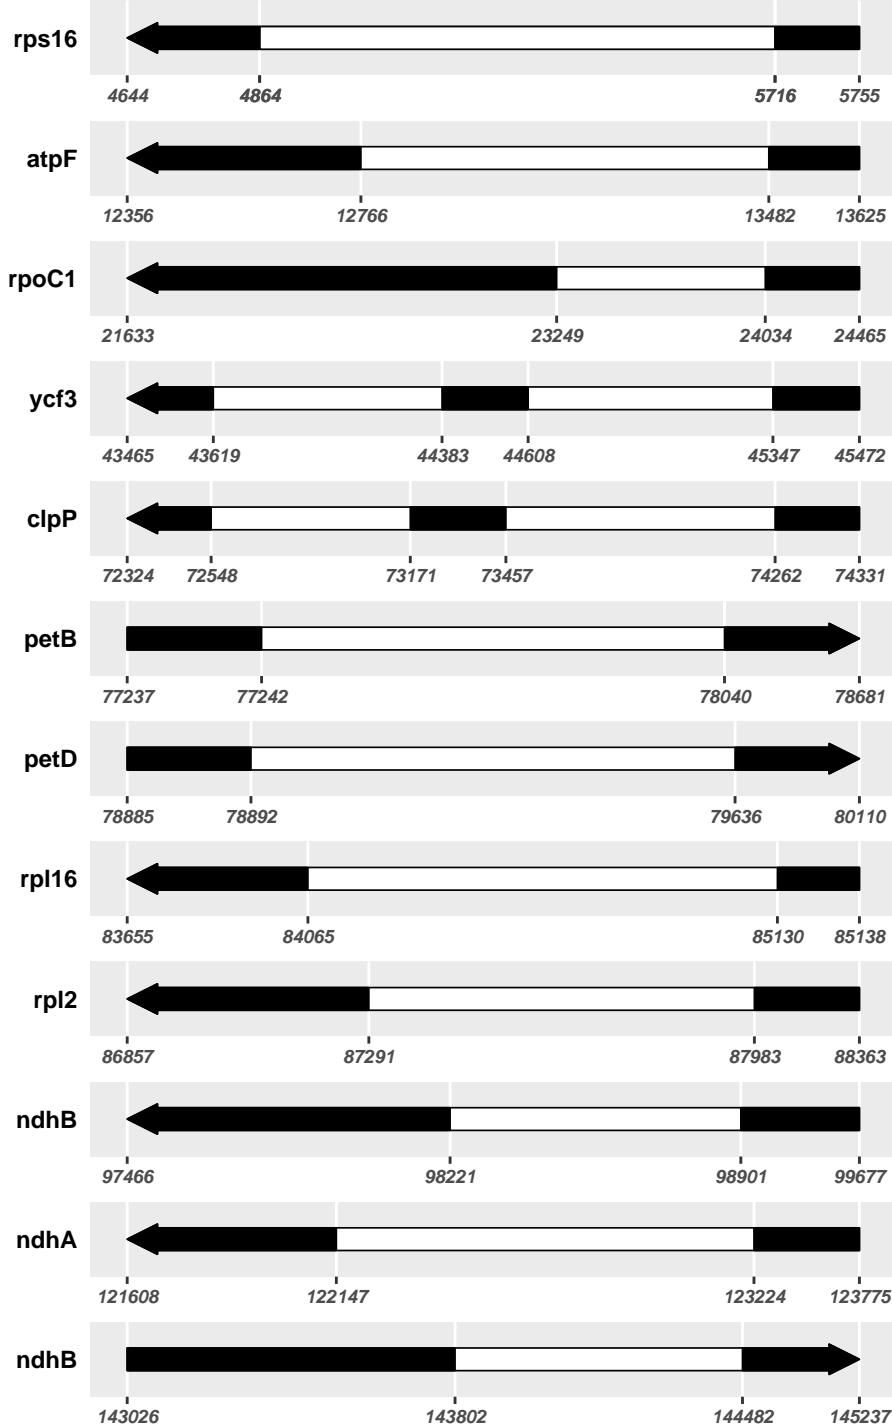 rps16
4644 4864 5716 5755
atpF
12356 12766 13482 13625
rpoC1
21633 23249 24034 24465
ycf3
43465 43619 44383 44608 45347 45472
clpP
72324 72548 73171 73457 74262 74331
petB
77237 77242 78040 78681
petD
78885 78892 79636 80110
rpl16
83655 84065 85130 85138
rpl2
86857 87291 87983 88363
ndhB
97466 98221 98901 99677
ndhA
121608 122147 123224 123775
ndhB
143026 143802 144482 145237